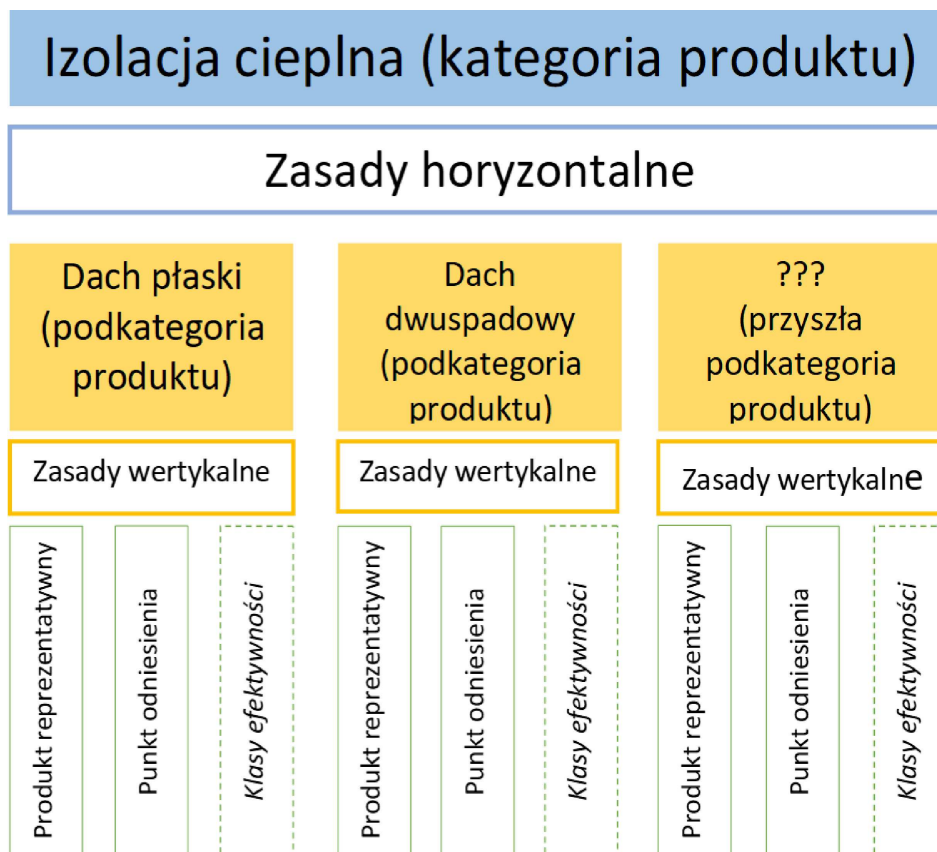 Izolacja cieplna (kategoria produktu)
Zasady horyzontalne
Dach płaski
(podkategoria
produktu)
Zasady wertykalne
Produkt reprezentatywny
Punkt odniesienia
Klasy efektywności
Dach
dwuspadowy
(podkategoria
produktu)
Zasady wertykalne
Produkt reprezentatywny
Punkt odniesienia
Klasy efektywności
???
(przyszła
podkategoria
produktu)
Zasady wertykalne
Produkt reprezentatywny
Punkt odniesienia
Klasy efektywności